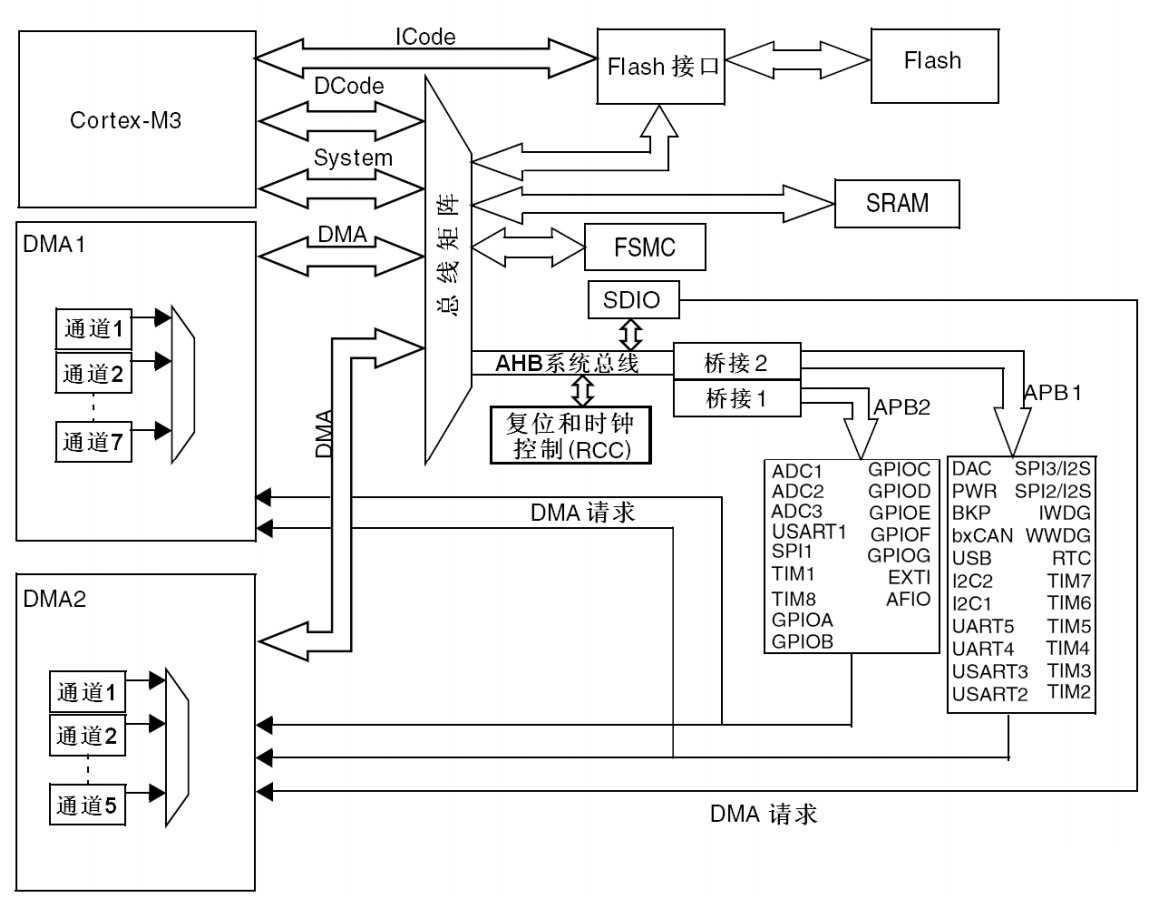 ICode
Flash 接口
Flash
Cortex-M3
DCode
System
DMA
总线矩阵
SRAM
FSMC
SDIO
DMA1
通道1
通道2
通道7
AHB系统总线
桥接2
桥接1
APB2
APB1
复位和时钟
控制(RCC)
DMA
DMA 请求
ADC1
ADC2
ADC3
USART1
SPI1
TIM1
TIM8
GPIOA
GPIOB
GPIOC
GPIOD
GPIOE
GPIOF
GPIOG
EXTI
AFIO
DAC
PWR
BKP
bxCAN
USB
I2C2
I2C1
UART5
UART4
USART3
USART2
SPI3/I2S
SPI2/I2S
IWDG
WWDG
RTC
TIM7
TIM6
TIM5
TIM4
TIM3
TIM2
DMA2
通道1
通道2
通道5
DMA 请求